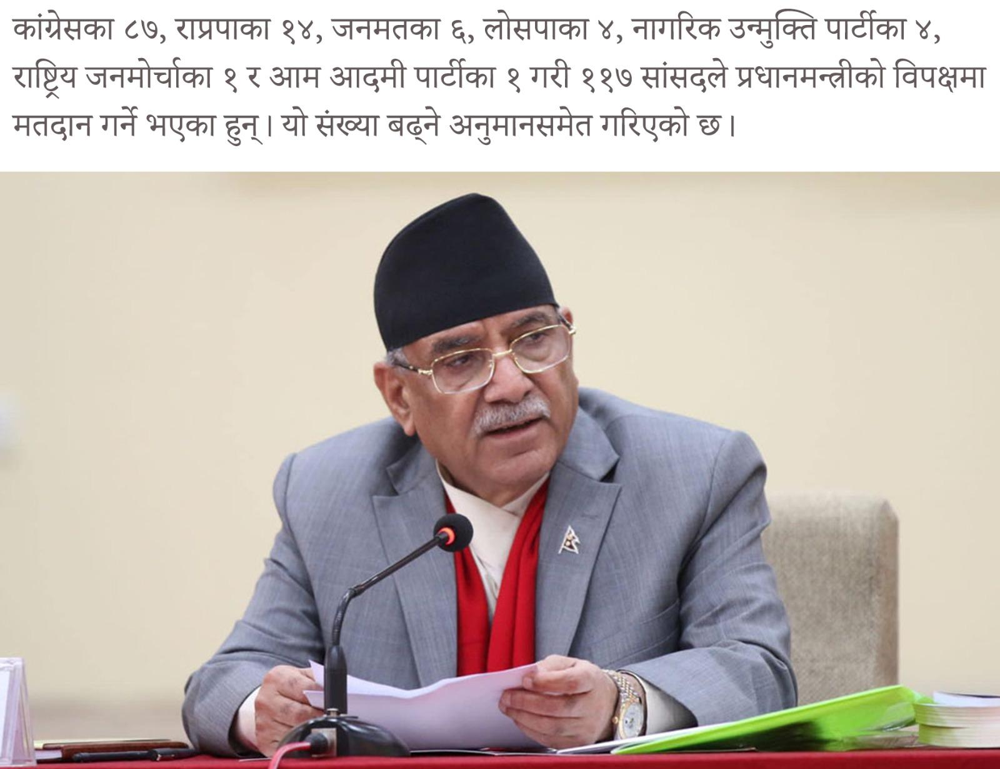 कांग्रेसका ८७, राप्रपाका १४, जनमतका ६, लोसपाका ४, नागरिक उन्मुक्ति पार्टीका ४,
राष्ट्रिय जनमोर्चाका १ र आम आदमी पार्टीका १ गरी ११७ सांसदले प्रधानमन्त्रीको विपक्षमा
मतदान गर्ने भएका हुन् । यो संख्या बढ्ने अनुमानसमेत गरिएको छ ।